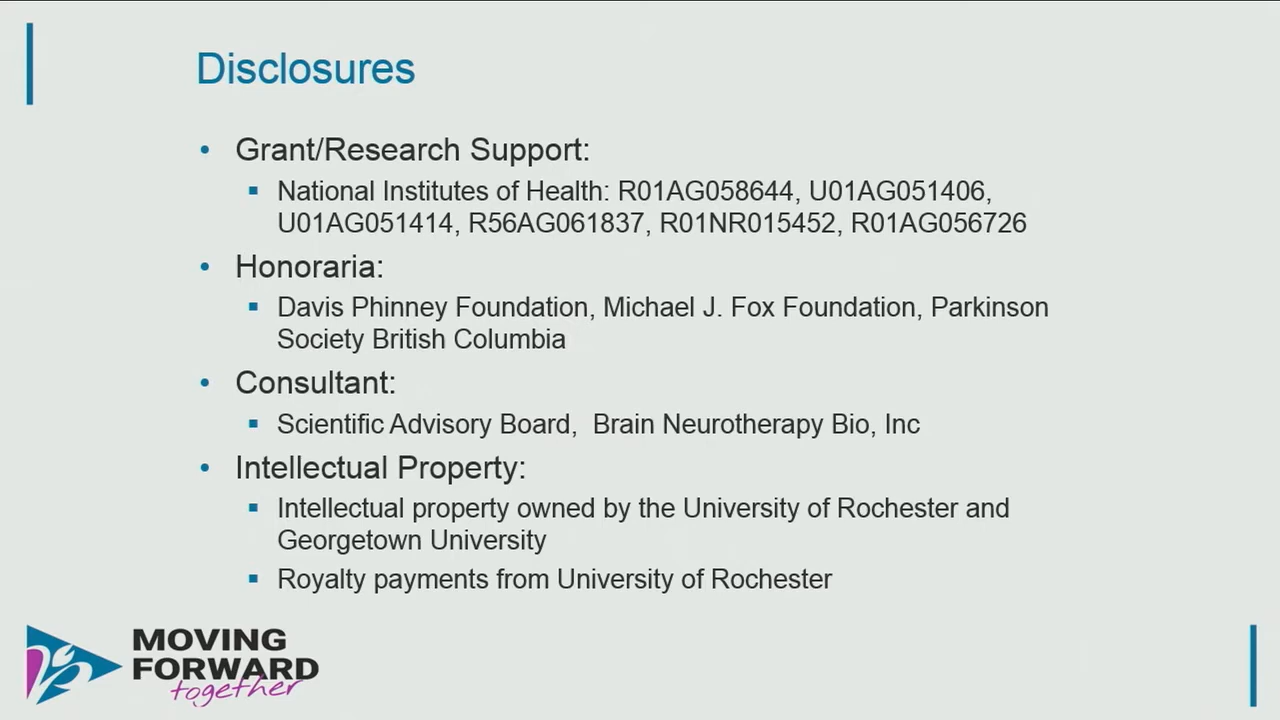 Disclosures
• Grant/Research Support:
▪ National Institutes of Health: R01AG058644, U01AG051406,
U01AG051414, R56AG061837, R01NR015452, R01AG056726
• Honoraria:
▪ Davis Phinney Foundation, Michael J. Fox Foundation, Parkinson
Society British Columbia
• Consultant:
▪ Scientific Advisory Board,  Brain Neurotherapy Bio, Inc
• Intellectual Property:
▪ Intellectual property owned by the University of Rochester and
Georgetown University
▪ Royalty payments from University of Rochester
MOVING
FORWARD
together